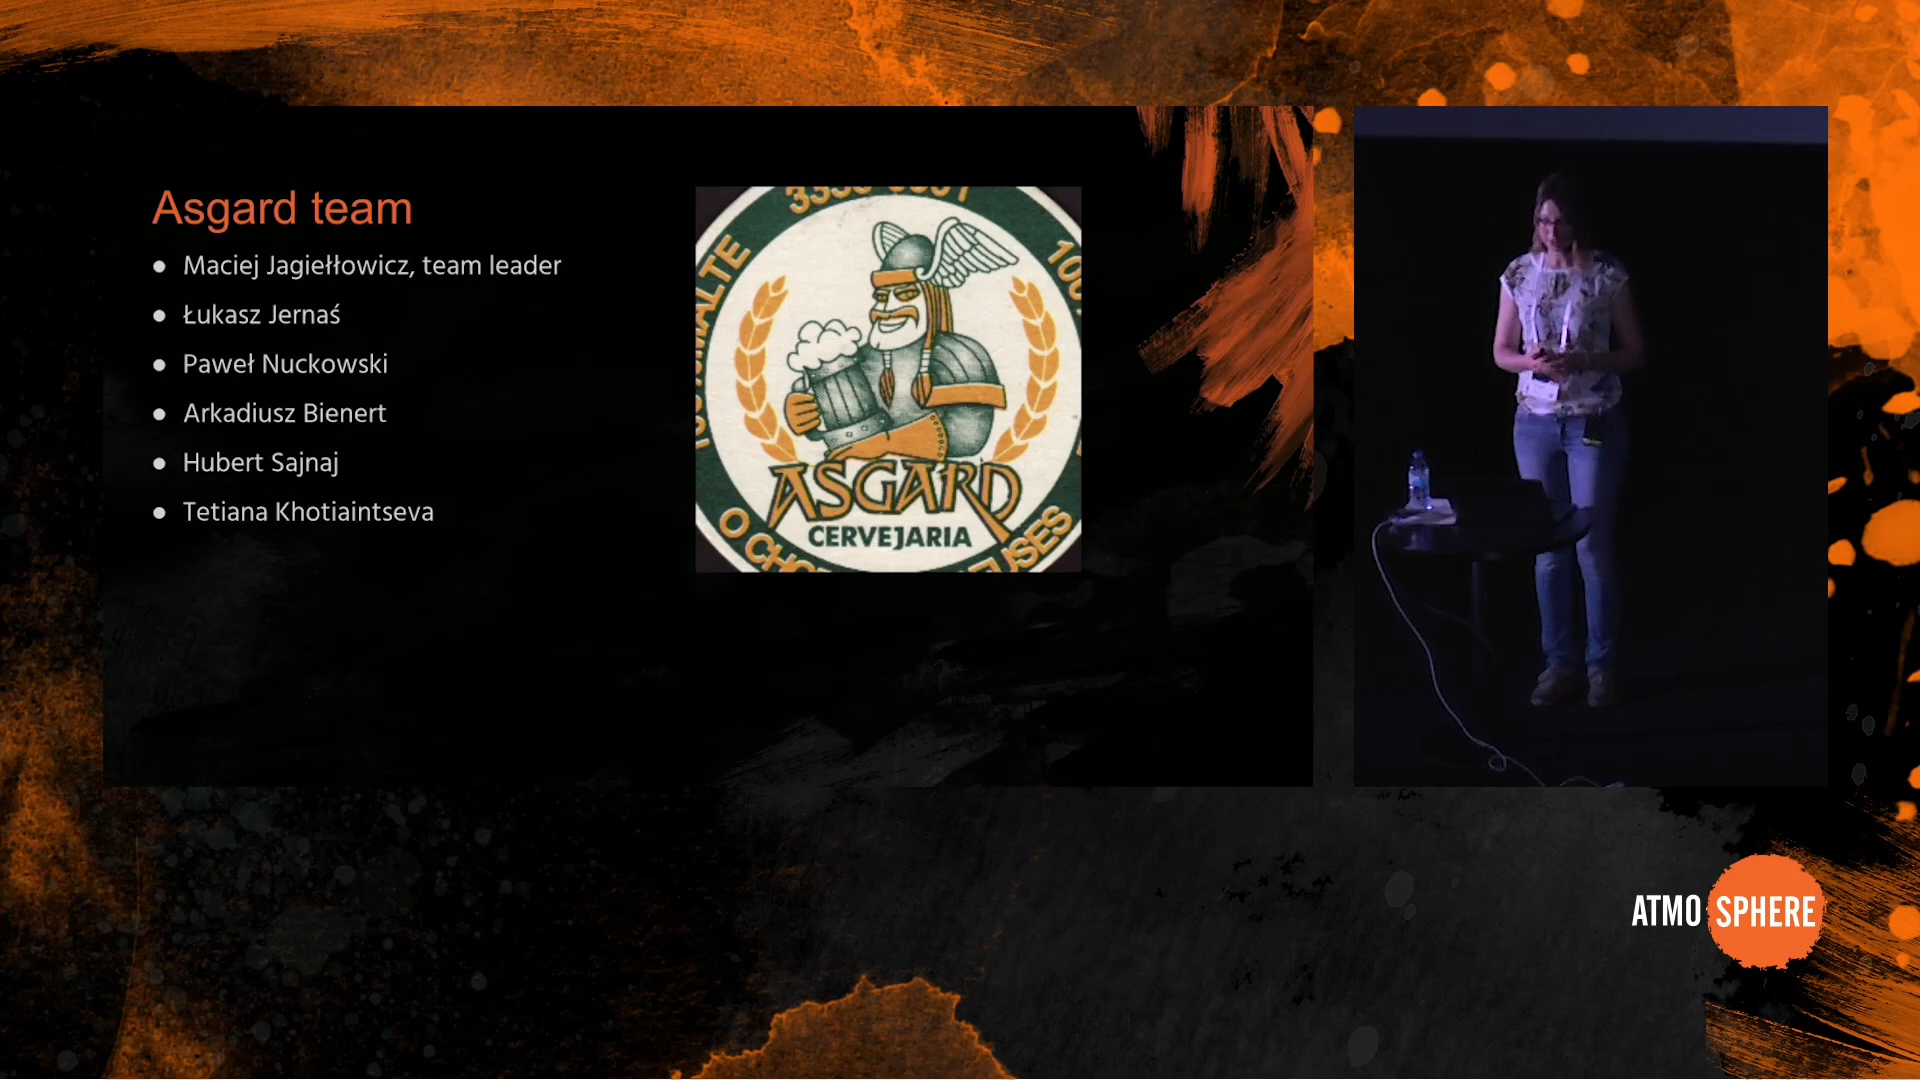 Asgard team
Maciej Jagiełłowicz, team leader
Łukasz Jernaś
Paweł Nuckowski
Arkadiusz Bienert
Hubert Sajnaj
Tetiana Khotiaintseva
ASGARD
CERVEJARIA
ATMO SPHERE